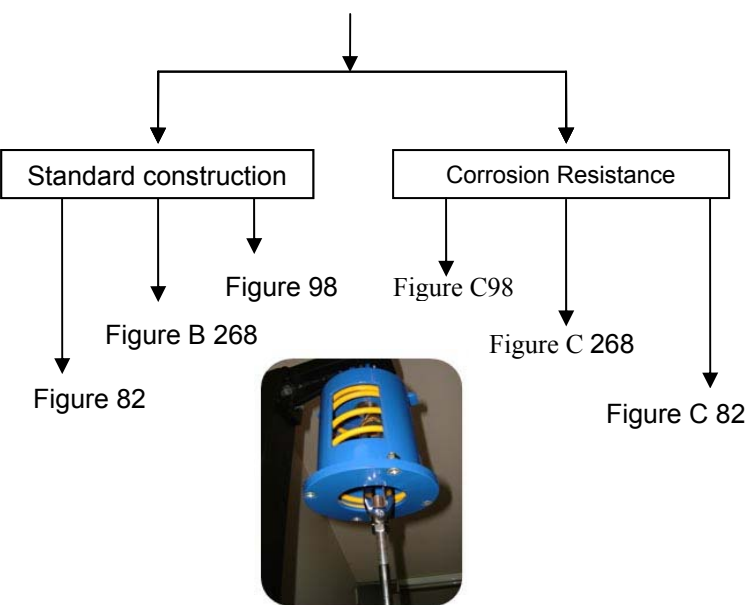 Standard construction
Corrosion Resistance
Figure 98
Figure C98
Figure B 268
Figure C 268
Figure 82
Figure C 82